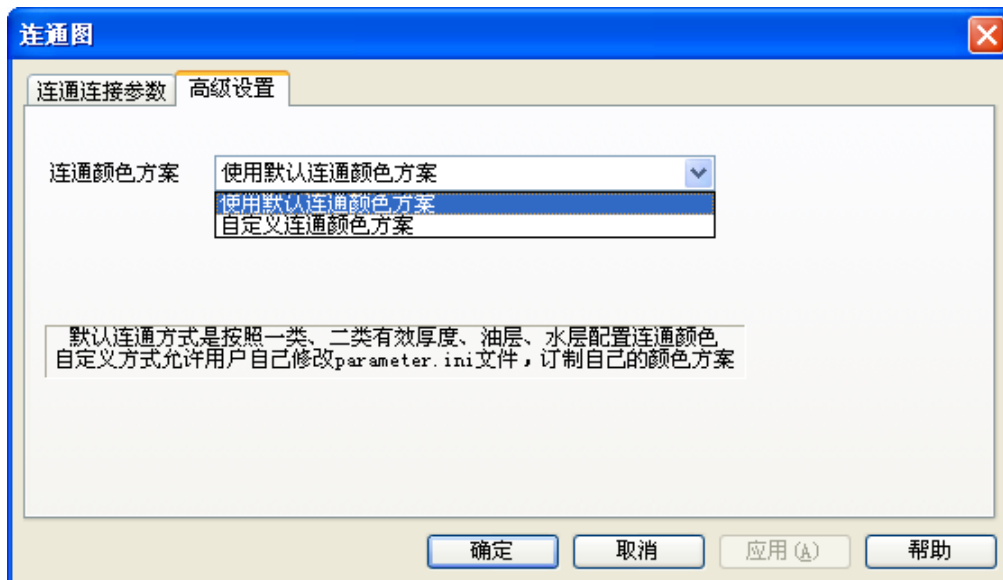 连通图
连通连接参数 高级设置
连通颜色方案 使用默认连通颜色方案
使用默认连通颜色方案
自定义连通颜色方案
默认连通方式是按照一类、二类有效厚度、油层、水层配置连通颜色
自定义方式允许用户自己修改parameter.ini文件，订制自己的颜色方案
确定 取消 应用(A) 帮助